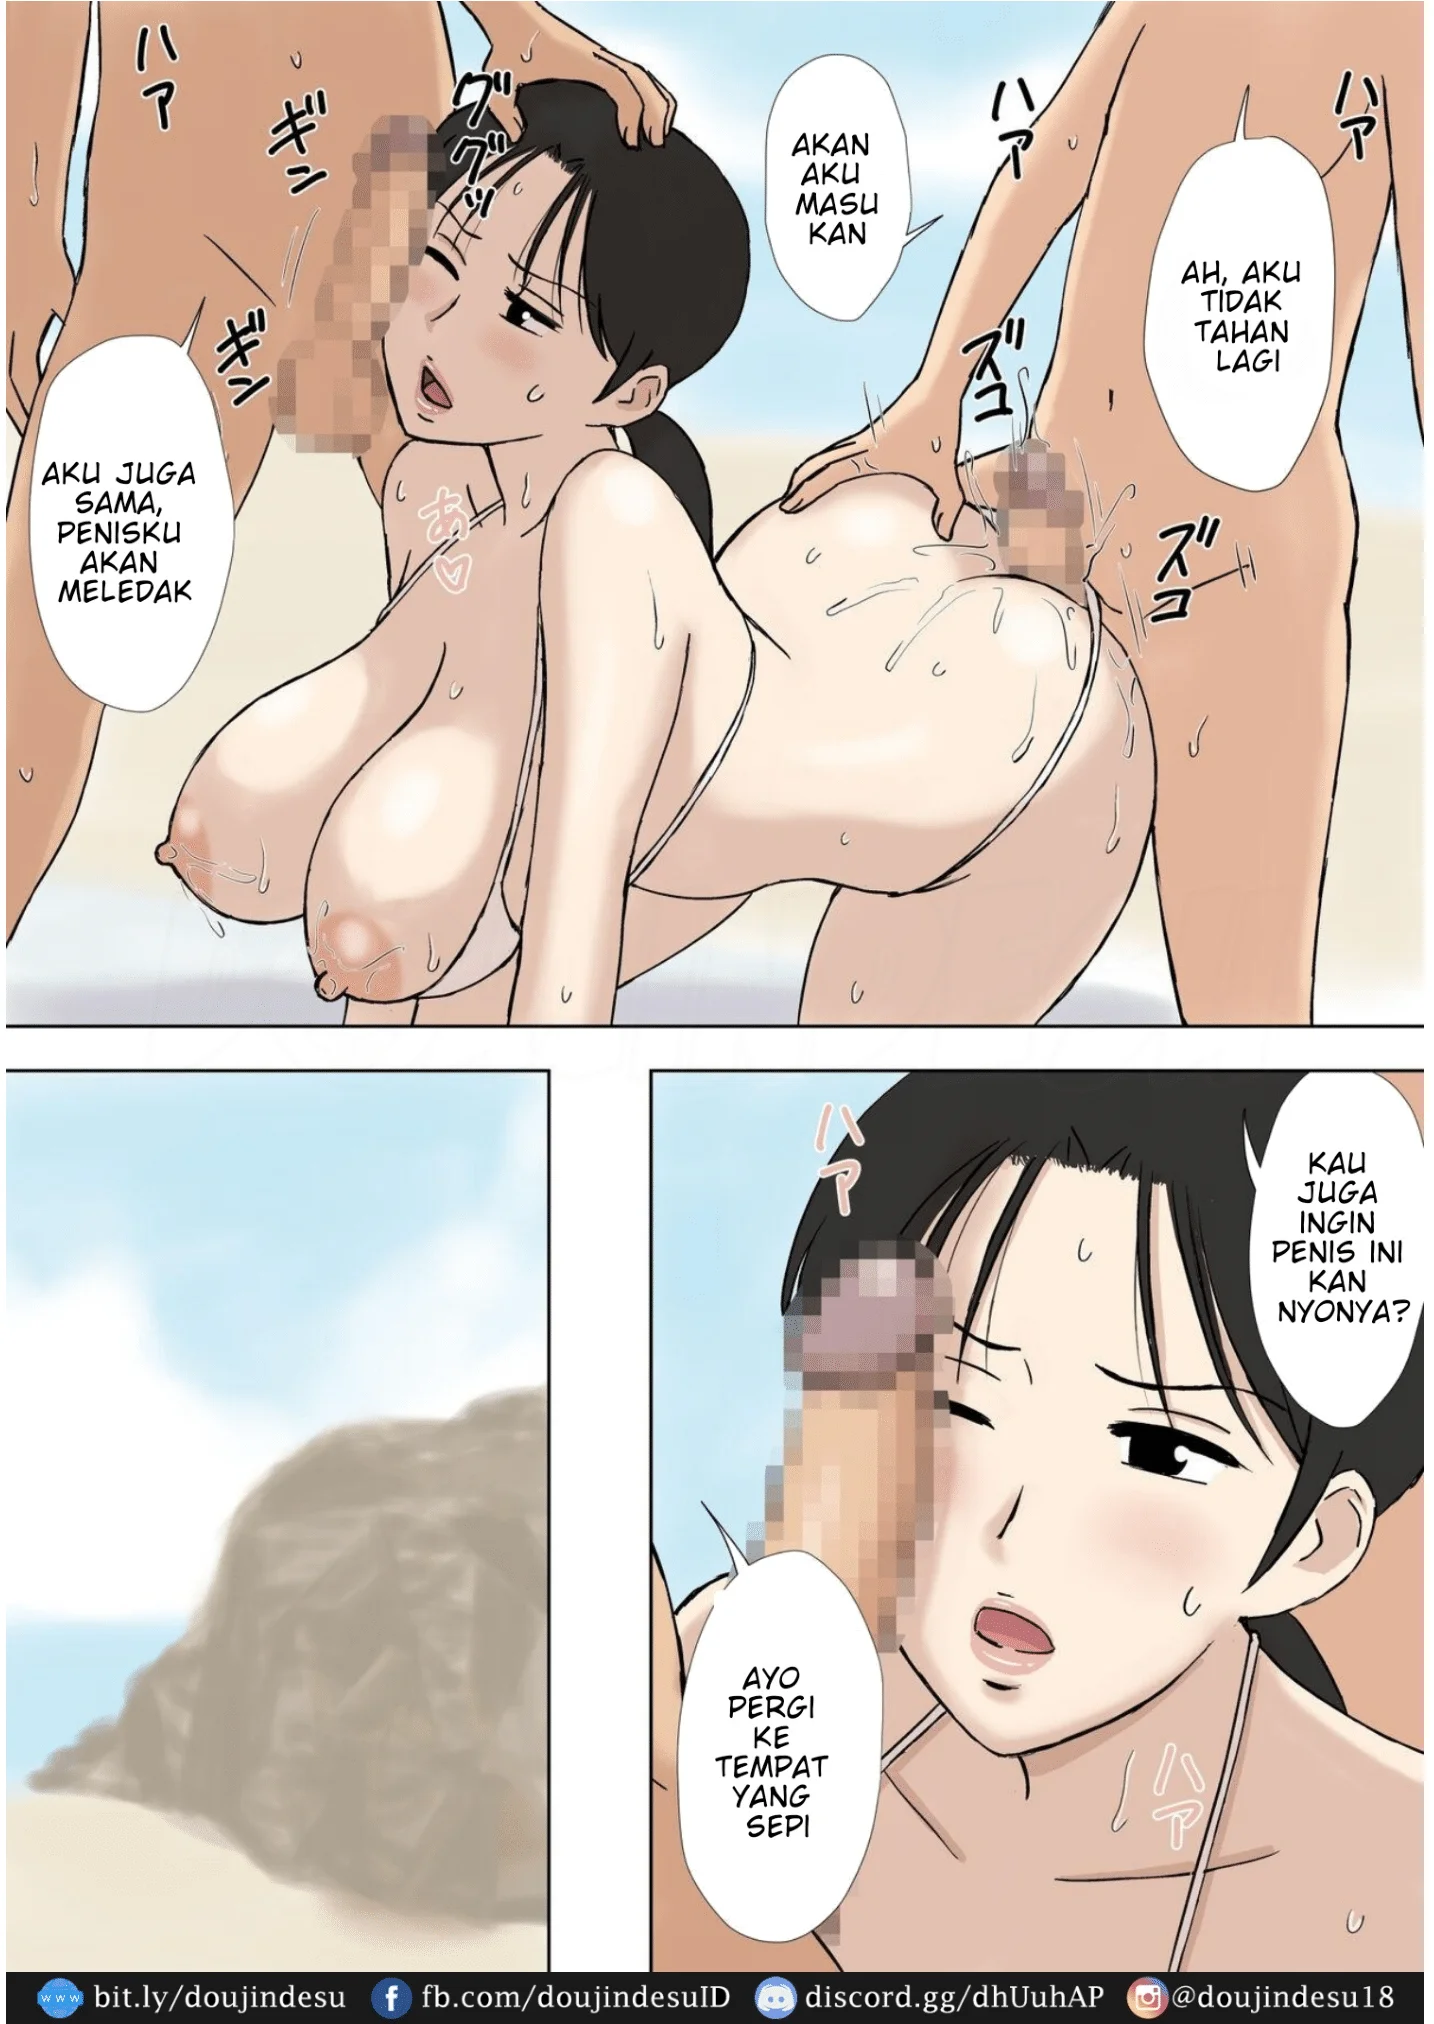 ハァ
ギン
ググッ
ハァ
ハァ
AH, AKU
TIDAK
TAHAN
LAGI
AKAN
AKU
MASU
KAN
ズコ
ズコ
ギン
AKU JUGA
SAMA,
PENISKU
AKAN
MELEDAK
あ♡
KAU
JUGA
INGIN
PENIS INI
KAN
NYONYA?
ハァ
AYO
PERGI
KE
TEMPAT
YANG
SEPI
ハァ
www bit.ly/doujindesu fb.com/doujindesuID discord.gg/dhUuhAP @doujindesu18